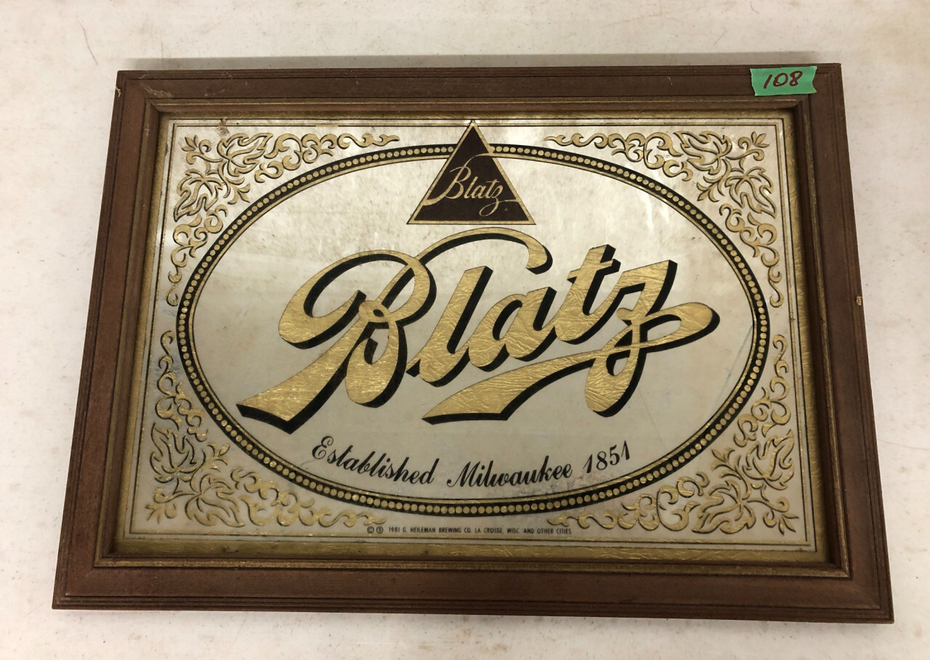 108
Blatz
Blatz
Established Milwaukee 1851
© ® 1981 G. HEILEMAN BREWING CO. LA CROSSE, WISC. AND OTHER CITIES